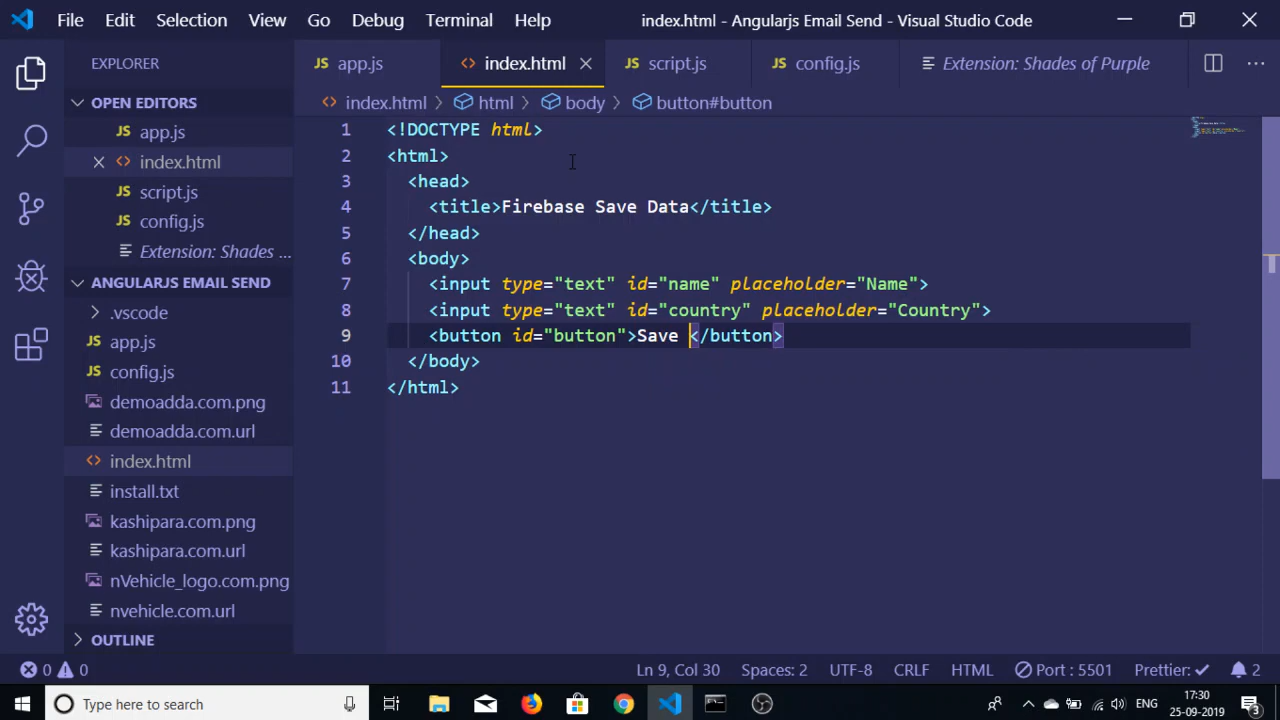 File Edit Selection View Go Debug Terminal Help index.html - Angularjs Email Send - Visual Studio Code
EXPLORER
JS app.js
<> index.html
JS script.js
JS config.js
Extension: Shades of Purple
index.html > html > body > button#button
OPEN EDITORS
JS app.js
<> index.html
JS script.js
JS config.js
Extension: Shades ...
ANGULARJS EMAIL SEND
.vscode
JS app.js
JS config.js
demoadda.com.png
demoadda.com.url
<> index.html
install.txt
kashipara.com.png
kashipara.com.url
nVehicle_logo.com.png
nvehicle.com.url
OUTLINE
1 <!DOCTYPE html>
2 <html>
3 <head>
4 <title>Firebase Save Data</title>
5 </head>
6 <body>
7 <input type="text" id="name" placeholder="Name">
8 <input type="text" id="country" placeholder="Country">
9 <button id="button">Save </button>
10 </body>
11 </html>
0 0 Ln 9, Col 30 Spaces: 2 UTF-8 CRLF HTML Port : 5501 Prettier: 2
Type here to search
ENG
17:30
25-09-2019
3